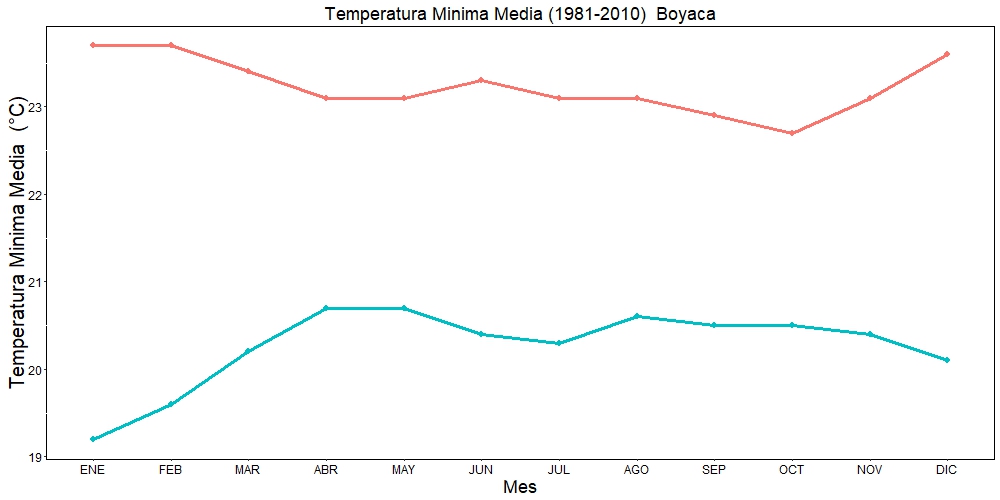 Temperatura Minima Media (1981-2010)  Boyaca
Temperatura Minima Media  (°C)
23
22
21
20
19
ENE FEB MAR ABR MAY JUN JUL AGO SEP OCT NOV DIC
Mes